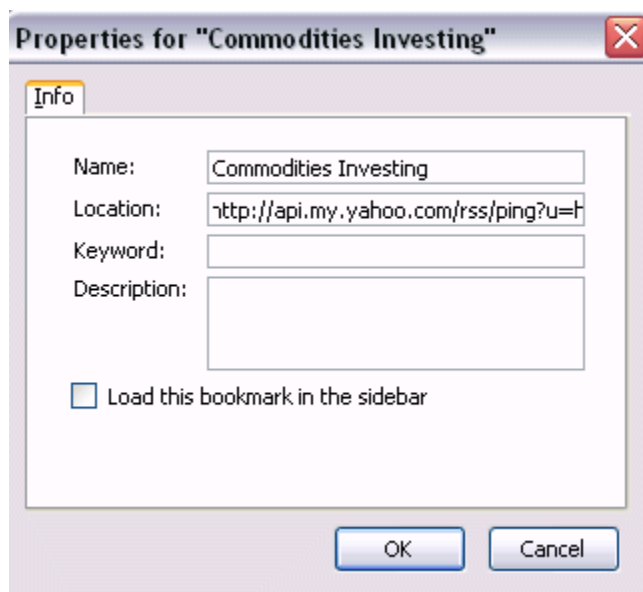 Properties for "Commodities Investing"
Info
Name: Commodities Investing
Location: http://api.my.yahoo.com/rss/ping?u=h
Keyword:
Description:
Load this bookmark in the sidebar
OK Cancel